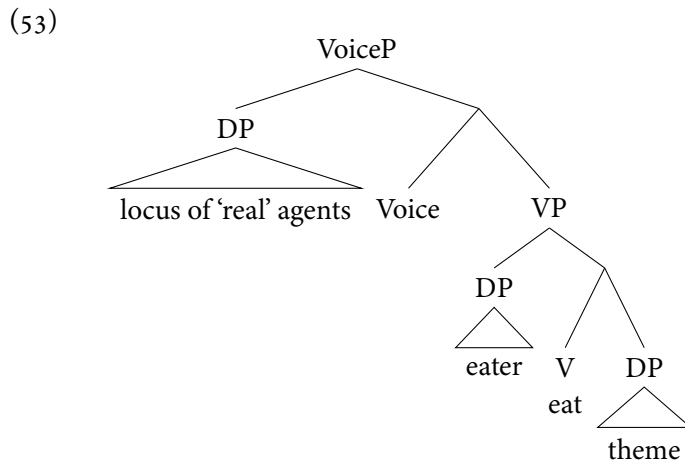 (53)
VoiceP
DP
locus of ‘real’ agents Voice VP
DP
eater V DP
eat
theme